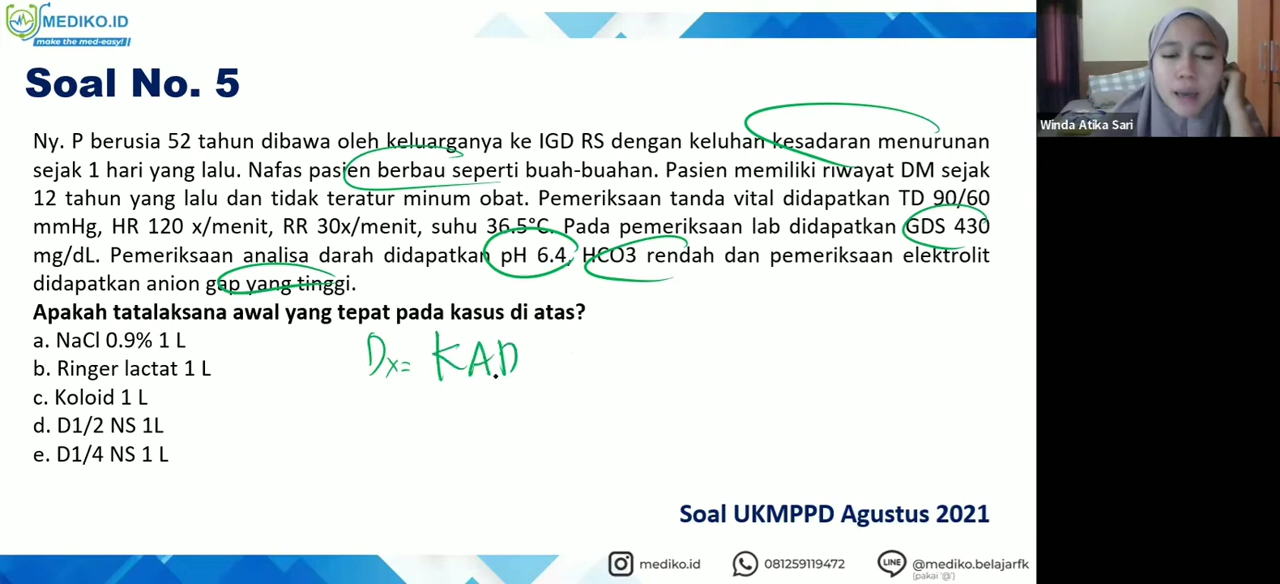 MEDIKO.ID
make the med-easy!
Winda Atika Sari
Soal No. 5
Ny. P berusia 52 tahun dibawa oleh keluarganya ke IGD RS dengan keluhan kesadaran menurunan
sejak 1 hari yang lalu. Nafas pasien berbau seperti buah-buahan. Pasien memiliki riwayat DM sejak
12 tahun yang lalu dan tidak teratur minum obat. Pemeriksaan tanda vital didapatkan TD 90/60
mmHg, HR 120 x/menit, RR 30x/menit, suhu 36.5°C. Pada pemeriksaan lab didapatkan GDS 430
mg/dL. Pemeriksaan analisa darah didapatkan pH 6.4, HCO3 rendah dan pemeriksaan elektrolit
didapatkan anion gap yang tinggi.
Apakah tatalaksana awal yang tepat pada kasus di atas?
a. NaCl 0.9% 1 L
b. Ringer lactat 1 L
c. Koloid 1 L
d. D1/2 NS 1L
e. D1/4 NS 1 L
Dx= KAD
Soal UKMPPD Agustus 2021
mediko.id
081259119472
LINE
@mediko.belajarfk
(pakai '@')